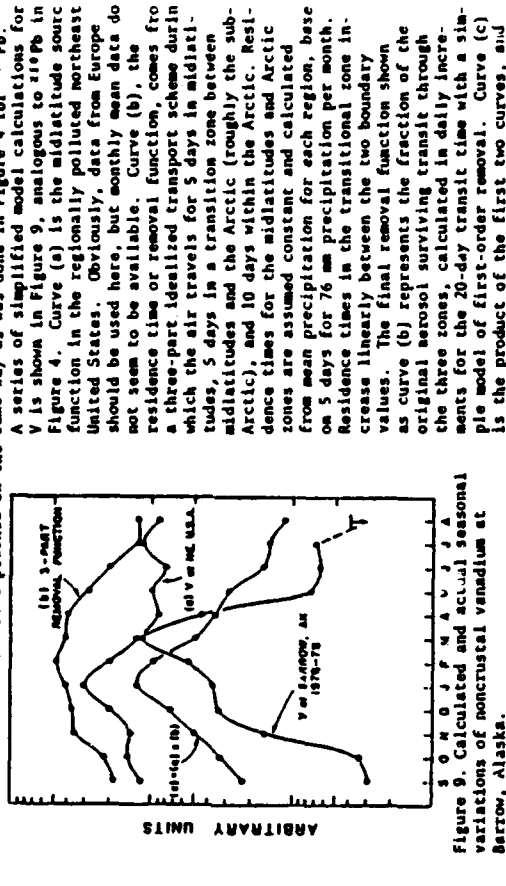 A series of simplified model calculations for
V is shown in Figure 9, analogous to ²¹⁰Pb in
Figure 4. Curve (a) is the midlatitude sourc
function in the regionally polluted northeast
United States. Obviously, data from Europe
should be used here, but monthly mean data do
not seem to be available. Curve (b), the
residence time or removal function, comes fro
a three-part idealized transport scheme durin
which the air travels for 5 days in midlati-
tudes, 5 days in a transition zone between
midlatitudes and the Arctic (roughly the sub-
Arctic), and 10 days within the Arctic. Resi-
dence times for the midlatitudes and Arctic
zones are assumed constant and calculated
from mean precipitation for each region, base
on 5 days for 76 mm precipitation per month.
Residence times in the transitional zone in-
crease linearly between the two boundary
values. The final removal function shown
as curve (b) represents the fraction of the
original aerosol surviving transit through
the three zones, calculated in daily incre-
ments for the 20-day transit time with a sim-
ple model of first-order removal. Curve (c)
is the product of the first two curves, and
ARBITRARY UNITS
(b) 3-PART
REMOVAL FUNCTION
(a) V at NE, U.S.A.
(c)=(a)x(b)
V at BARROW, AK
1976-78
S O N D J F M A M J J A
Figure 9. Calculated and actual seasonal
variations of noncrustal vanadium at
Barrow, Alaska.